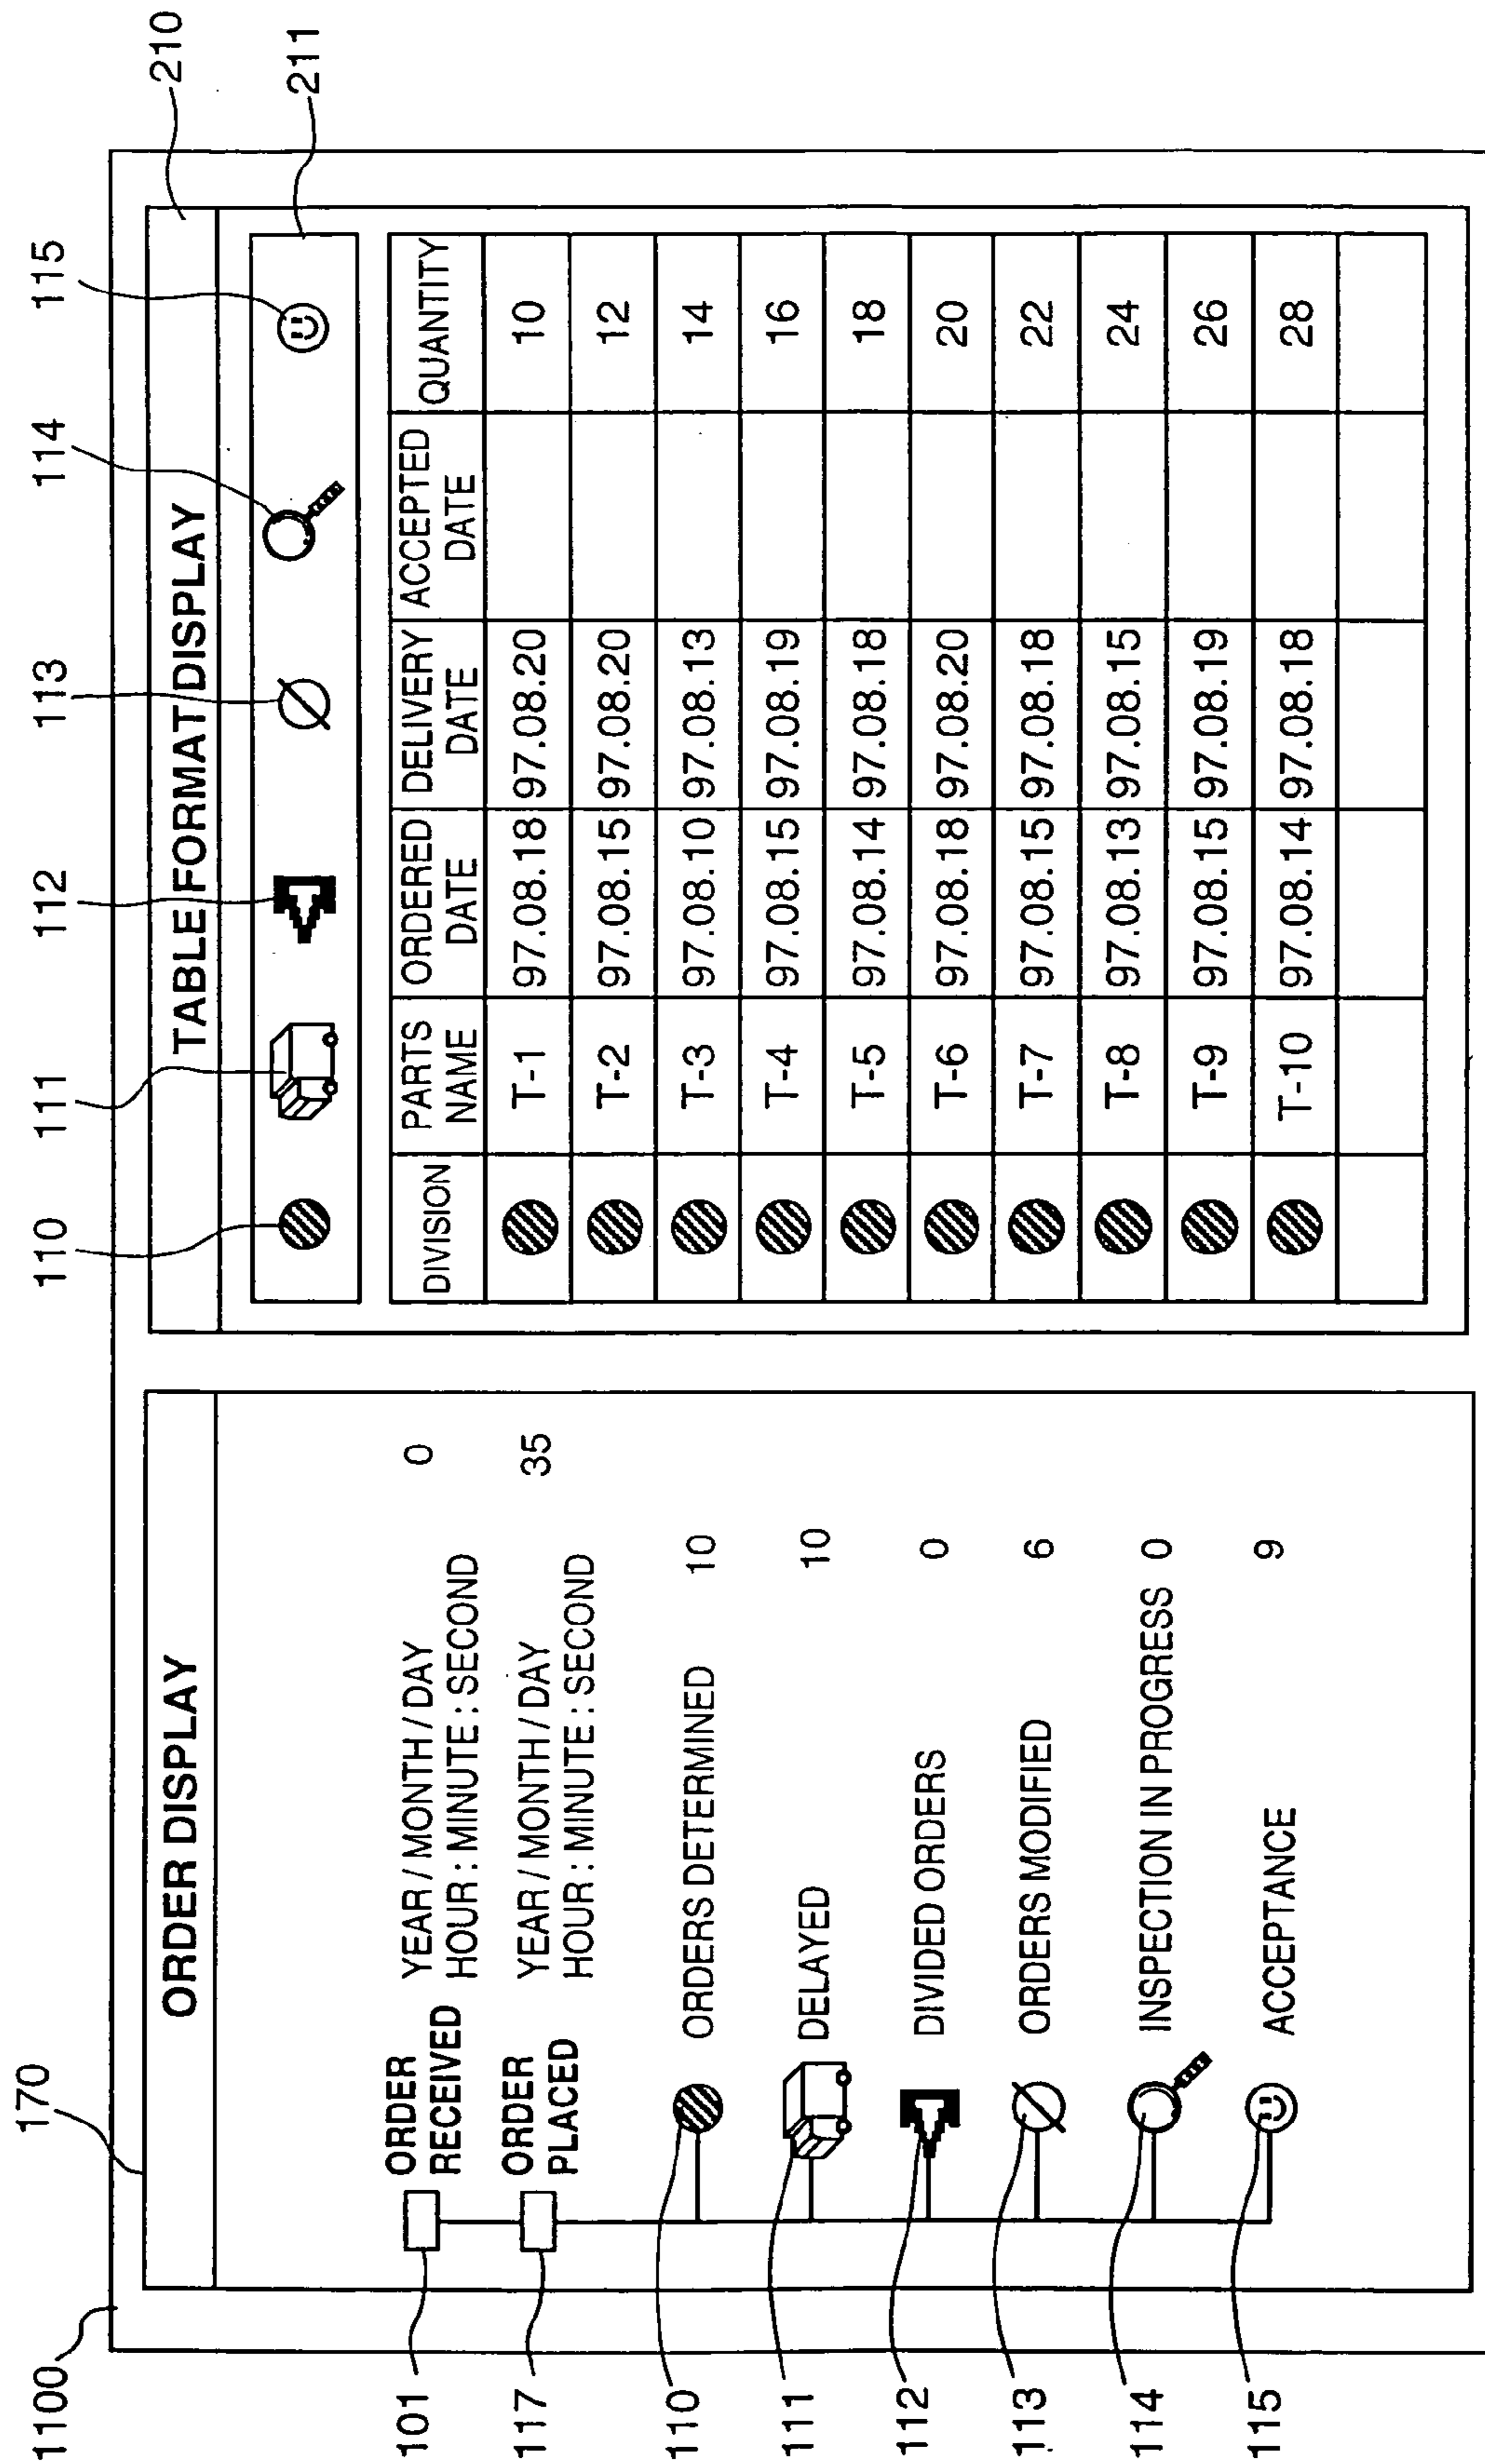 1100
170
ORDER DISPLAY
101
ORDER RECEIVED
YEAR / MONTH / DAY
HOUR : MINUTE : SECOND
0
117
ORDER PLACED
YEAR / MONTH / DAY
HOUR : MINUTE : SECOND
35
110
ORDERS DETERMINED 10
111
DELAYED 10
112
DIVIDED ORDERS 0
113
ORDERS MODIFIED 6
114
INSPECTION IN PROGRESS 0
115
ACCEPTANCE 9
110 111 112 113 114 115
210
211
TABLE FORMAT DISPLAY
DIVISION PARTS NAME ORDERED DATE DELIVERY DATE ACCEPTED DATE QUANTITY
T-1 97.08.18 97.08.20 10
T-2 97.08.15 97.08.20 12
T-3 97.08.10 97.08.13 14
T-4 97.08.15 97.08.19 16
T-5 97.08.14 97.08.18 18
T-6 97.08.18 97.08.20 20
T-7 97.08.15 97.08.18 22
T-8 97.08.13 97.08.15 24
T-9 97.08.15 97.08.19 26
T-10 97.08.14 97.08.18 28